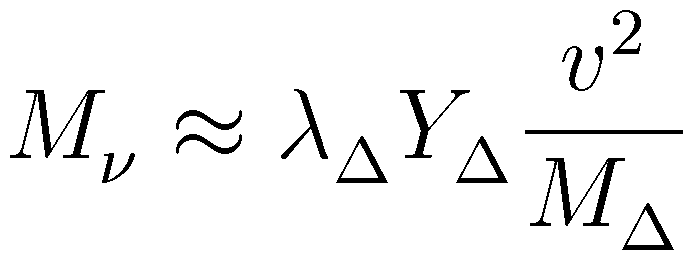 M_ν ≈ λ_Δ Y_Δ v² / M_Δ